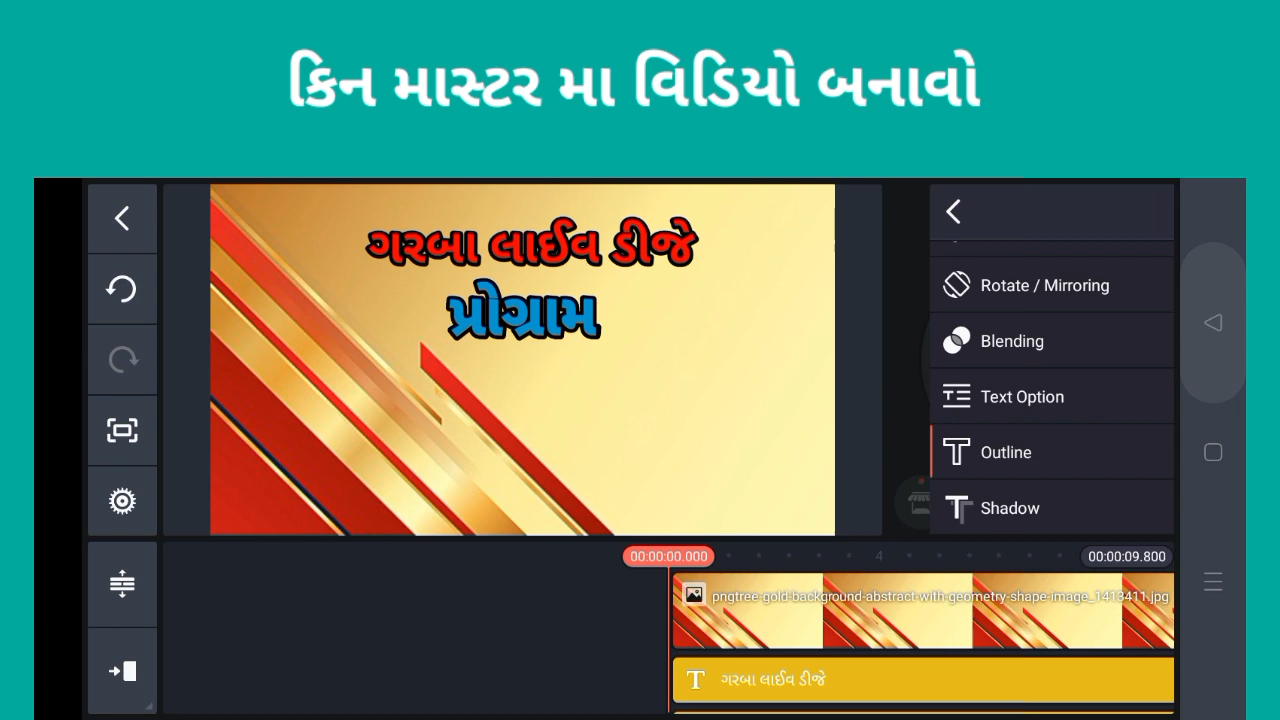 કિન માસ્ટર મા વિડિયો બનાવો
ગરબા લાઈવ ડીજે
પ્રોગ્રામ
Rotate / Mirroring
Blending
Text Option
Outline
Shadow
00:00:00.000
4
00:00:09.800
pngtree-gold-background-abstract-with-geometry-shape-image_1413411.jpg
ગરબા લાઈવ ડીજે